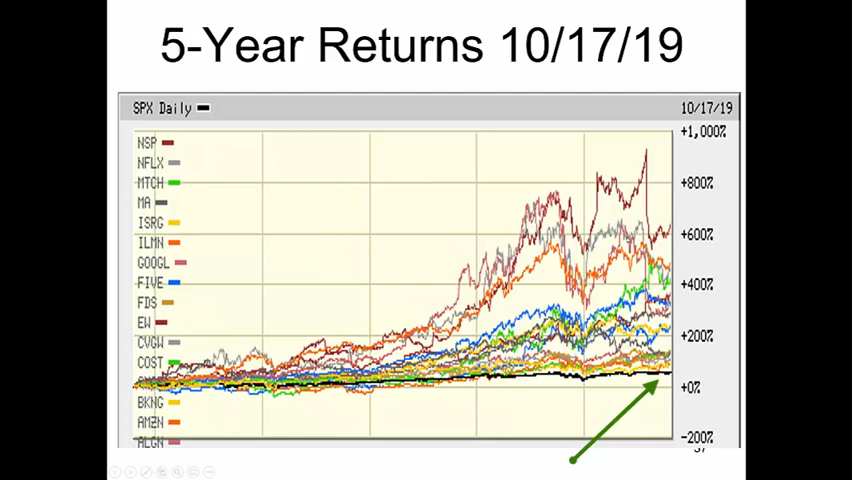 5-Year Returns 10/17/19
SPX Daily
10/17/19
NSP
NFLX
MTCH
MA
ISRG
ILMN
GOOGL
FIVE
FDS
EW
CVGW
COST
BKNG
AMZN
ALGN
+1,000%
+800%
+600%
+400%
+200%
+0%
-200%